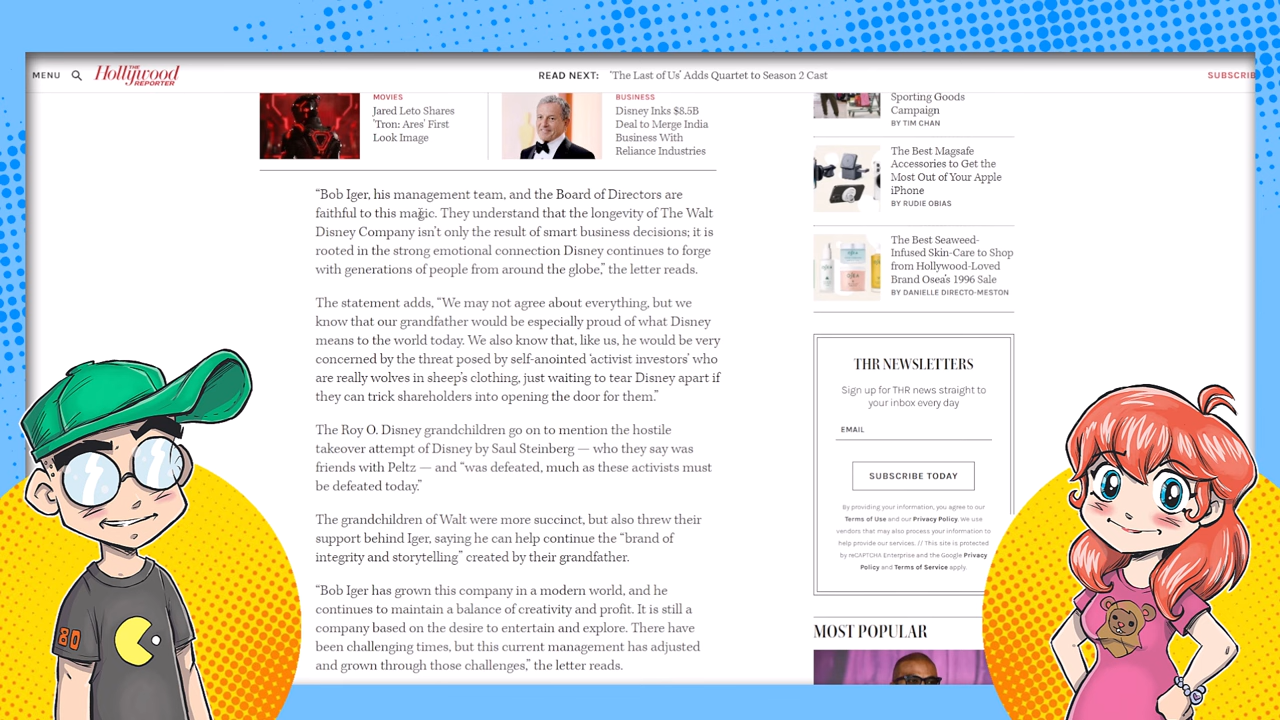 MENU
THE
Hollywood
REPORTER
READ NEXT: 'The Last of Us' Adds Quartet to Season 2 Cast
SUBSCRIB
MOVIES
Jared Leto Shares
'Tron: Ares' First
Look Image
BUSINESS
Disney Inks $8.5B
Deal to Merge India
Business With
Reliance Industries
"Bob Iger, his management team, and the Board of Directors are
faithful to this magic. They understand that the longevity of The Walt
Disney Company isn't only the result of smart business decisions; it is
rooted in the strong emotional connection Disney continues to forge
with generations of people from around the globe," the letter reads.
The statement adds, "We may not agree about everything, but we
know that our grandfather would be especially proud of what Disney
means to the world today. We also know that, like us, he would be very
concerned by the threat posed by self-anointed 'activist investors' who
are really wolves in sheep's clothing, just waiting to tear Disney apart if
they can trick shareholders into opening the door for them."
The Roy O. Disney grandchildren go on to mention the hostile
takeover attempt of Disney by Saul Steinberg — who they say was
friends with Peltz — and "was defeated, much as these activists must
be defeated today."
The grandchildren of Walt were more succinct, but also threw their
support behind Iger, saying he can help continue the "brand of
integrity and storytelling" created by their grandfather.
"Bob Iger has grown this company in a modern world, and he
continues to maintain a balance of creativity and profit. It is still a
company based on the desire to entertain and explore. There have
been challenging times, but this current management has adjusted
and grown through those challenges," the letter reads.
Sporting Goods
Campaign
BY TIM CHAN
The Best Magsafe
Accessories to Get the
Most Out of Your Apple
iPhone
BY RUDIE OBIAS
The Best Seaweed-
Infused Skin-Care to Shop
from Hollywood-Loved
Brand Osea's 1996 Sale
BY DANIELLE DIRECTO-MESTON
THR NEWSLETTERS
Sign up for THR news straight to
your inbox every day
EMAIL
SUBSCRIBE TODAY
By providing your information, you agree to our
Terms of Use and our Privacy Policy. We use
vendors that may also process your information to
help provide our services. // This site is protected
by reCAPTCHA Enterprise and the Google Privacy
Policy and Terms of Service apply.
MOST POPULAR
80